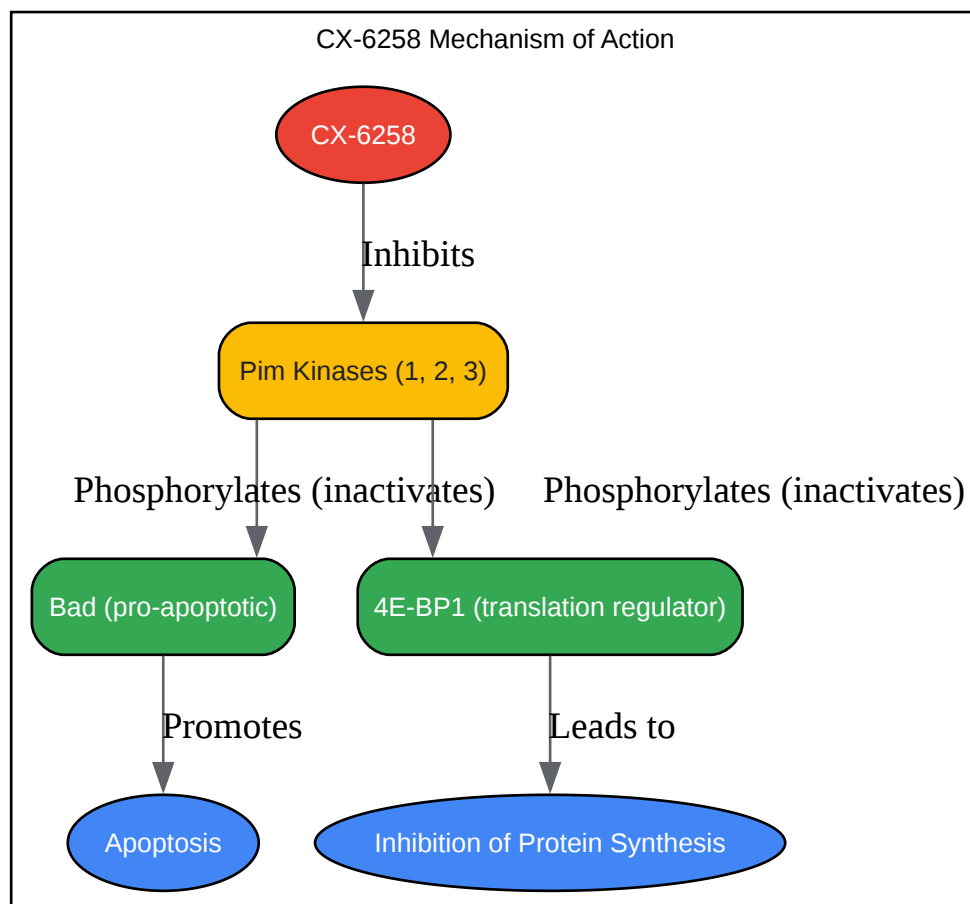 CX-6258 Mechanism of Action
CX-6258
Inhibits
Pim Kinases (1, 2, 3)
Phosphorylates (inactivates)
Phosphorylates (inactivates)
Bad (pro-apoptotic)
4E-BP1 (translation regulator)
Promotes
Leads to
Apoptosis
Inhibition of Protein Synthesis